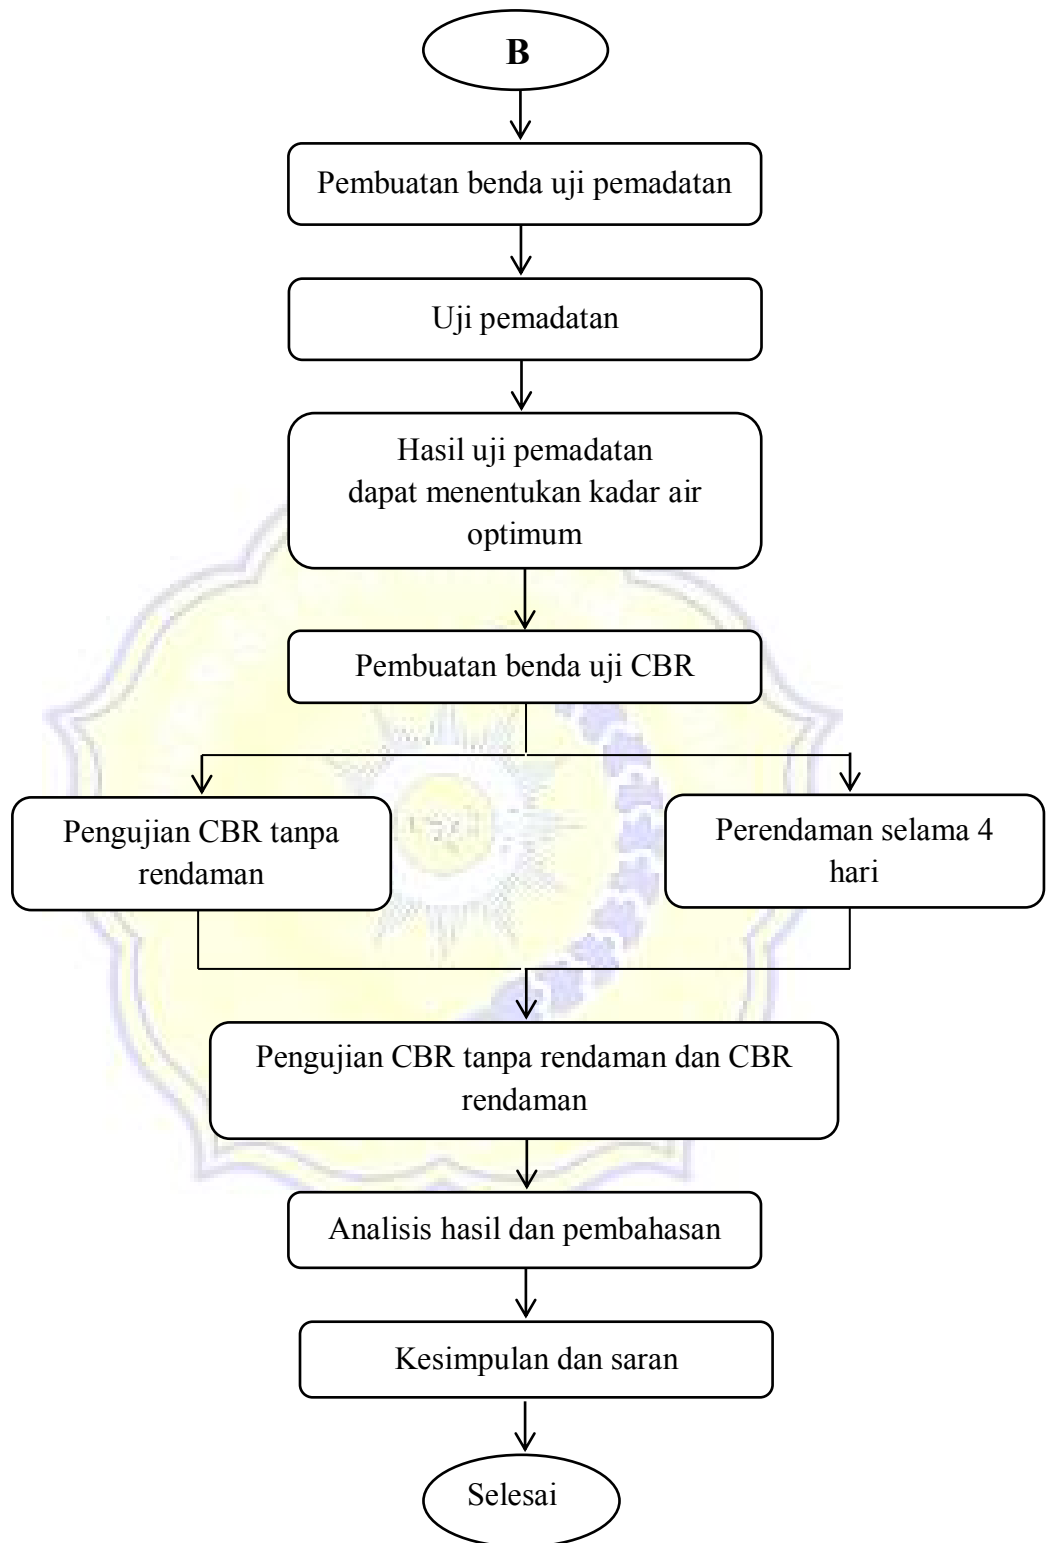 B
Pembuatan benda uji pemadatan
Uji pemadatan
Hasil uji pemadatan
dapat menentukan kadar air
optimum
Pembuatan benda uji CBR
Pengujian CBR tanpa
rendaman
Perendaman selama 4
hari
Pengujian CBR tanpa rendaman dan CBR
rendaman
Analisis hasil dan pembahasan
Kesimpulan dan saran
Selesai